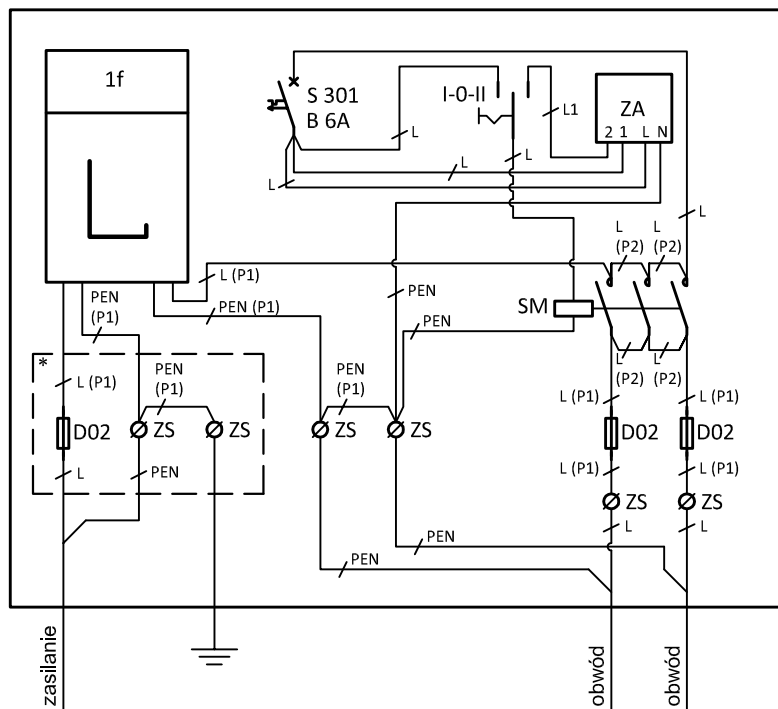 1f
S 301
B 6A
I-0-II
ZA
2 1 L N
L
L1
L
L
L
L
L (P1)
L
(P2)
L
(P2)
PEN
(P1)
PEN (P1)
PEN
PEN
SM
*
L (P1)
PEN
(P1)
PEN
(P1)
L
(P2)
L
(P2)
L (P1)
L (P1)
D02
ZS
ZS
ZS
ZS
D02
D02
L
PEN
L (P1)
L (P1)
ZS
ZS
L
L
PEN
PEN
zasilanie
obwód
obwód